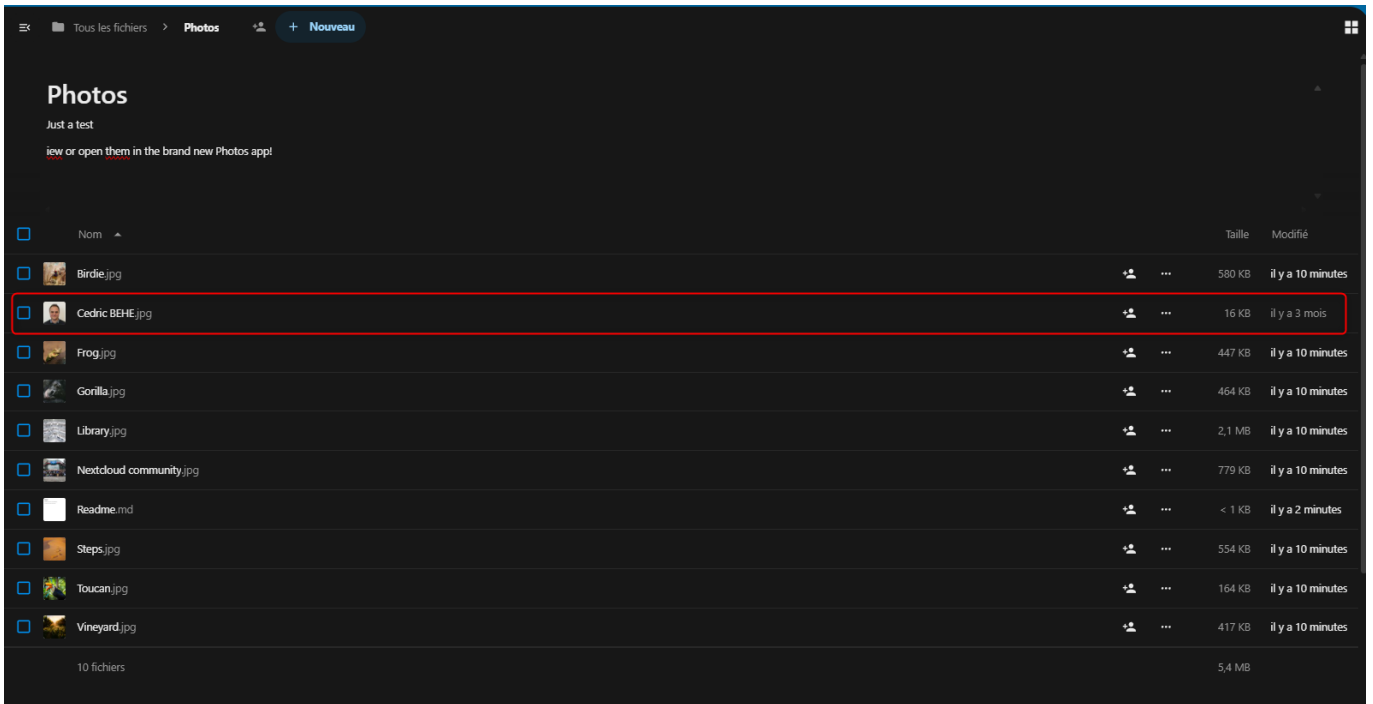 Tous les fichiers > Photos + Nouveau
Photos
Just a test
iew or open them in the brand new Photos app!
Nom Taille Modifié
Birdie.jpg 580 KB il y a 10 minutes
Cedric BEHE.jpg 16 KB il y a 3 mois
Frog.jpg 447 KB il y a 10 minutes
Gorilla.jpg 464 KB il y a 10 minutes
Library.jpg 2,1 MB il y a 10 minutes
Nextcloud community.jpg 779 KB il y a 10 minutes
Readme.md < 1 KB il y a 2 minutes
Steps.jpg 554 KB il y a 10 minutes
Toucan.jpg 164 KB il y a 10 minutes
Vineyard.jpg 417 KB il y a 10 minutes
10 fichiers 5,4 MB